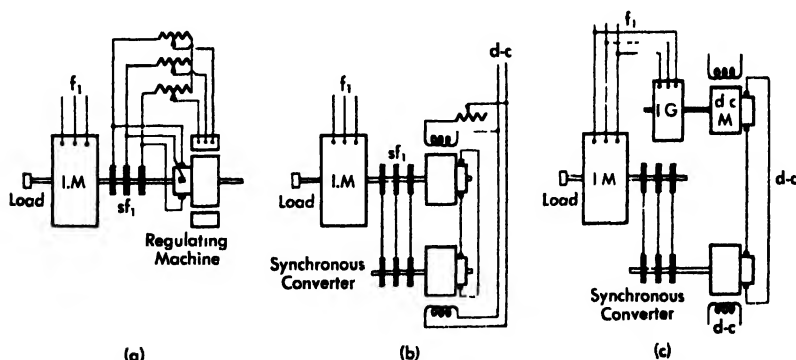 f₁
I.M
Load
sf₁
Regulating
Machine
(a)
d-c
f₁
I.M
sf₁
Load
Synchronous
Converter
(b)
f₁
I G
d c
M
I M
Load
d-c
Synchronous
Converter
d-c
(c)